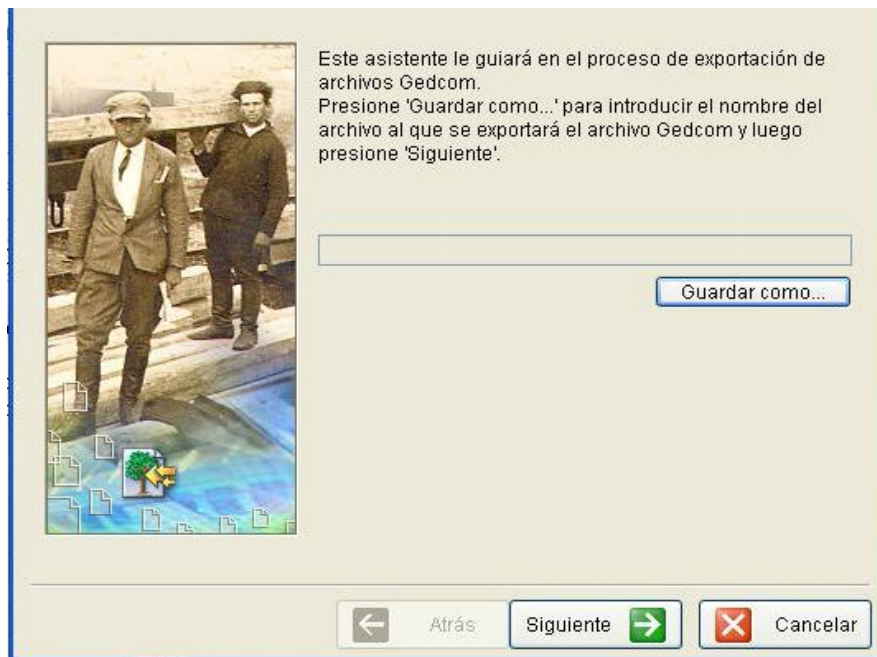 Este asistente le guiará en el proceso de exportación de
archivos Gedcom.
Presione 'Guardar como...' para introducir el nombre del
archivo al que se exportará el archivo Gedcom y luego
presione 'Siguiente'.
Guardar como...
Atrás
Siguiente
Cancelar